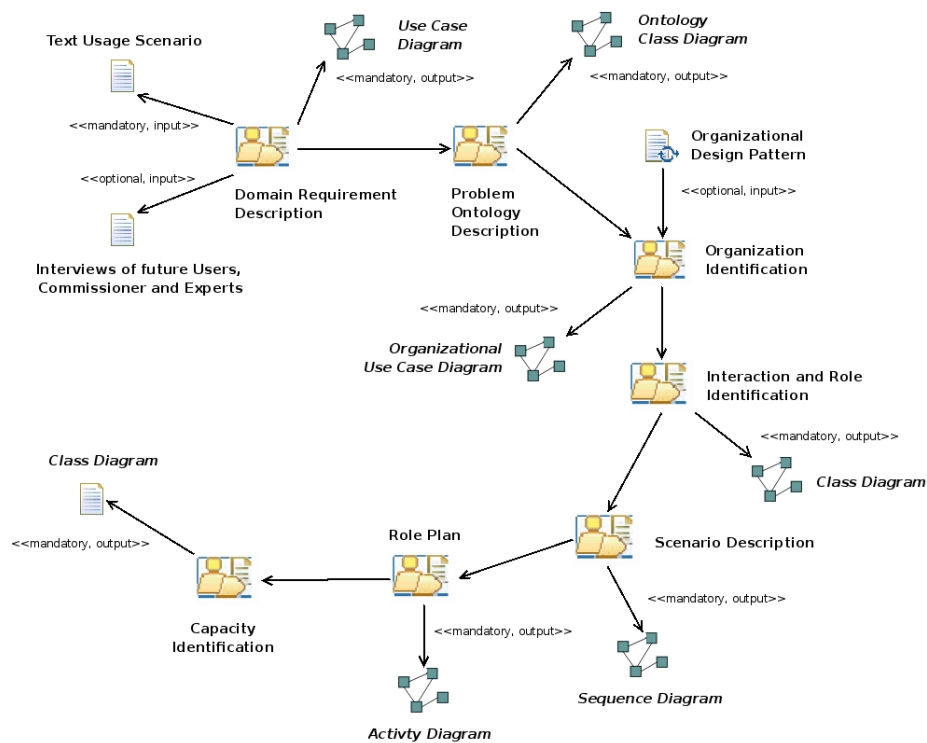 Text Usage Scenario
Use Case
Diagram
Ontology
Class Diagram
<<mandatory, output>>
<<mandatory, output>>
<<mandatory, input>>
Organizational
Design Pattern
<<optional, input>>
<<optional, input>>
Domain Requirement
Description
Problem
Ontology
Description
Interviews of future Users,
Commissioner and Experts
Organization
Identification
<<mandatory, output>>
Organizational
Use Case Diagram
Interaction and Role
Identification
<<mandatory, output>>
Class Diagram
Class Diagram
<<mandatory, output>>
Role Plan
Scenario Description
<<mandatory, output>>
Capacity
Identification
<<mandatory, output>>
Sequence Diagram
Activty Diagram